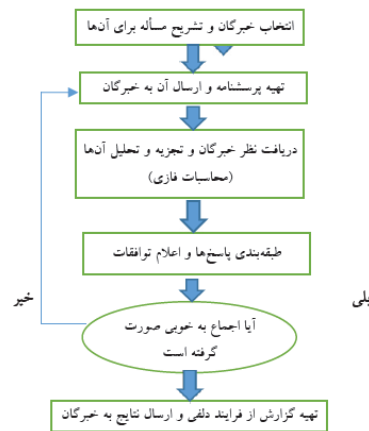 انتخاب خبرگان و تشریح مسأله برای آن‌ها
تهیه پرسشنامه و ارسال آن به خبرگان
دریافت نظر خبرگان و تجزیه و تحلیل آن‌ها
(محاسبات فازی)
طبقه‌بندی پاسخ‌ها و اعلام توافقات
خیر
بلی
آیا اجماع به خوبی صورت
گرفته است
تهیه گزارش از فرایند دلفی و ارسال نتایج به خبرگان